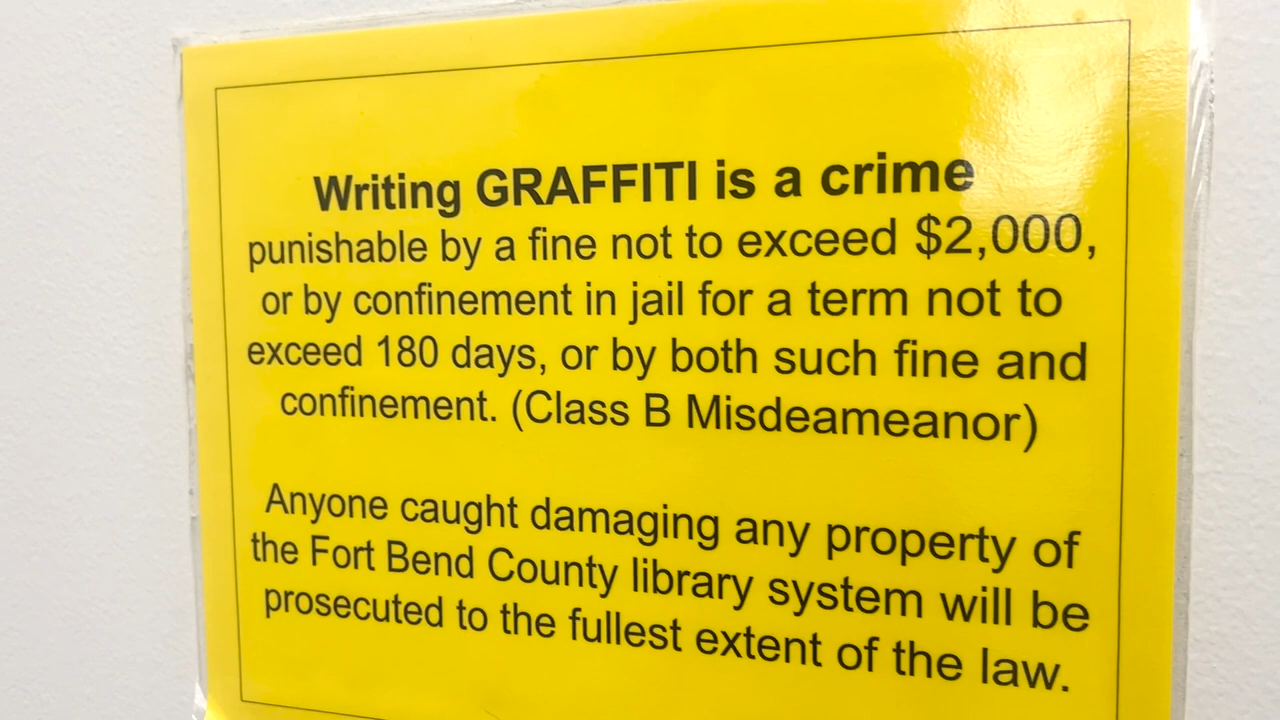 Writing GRAFFITI is a crime
punishable by a fine not to exceed $2,000,
or by confinement in jail for a term not to
exceed 180 days, or by both such fine and
confinement. (Class B Misdeameanor)
Anyone caught damaging any property of
the Fort Bend County library system will be
prosecuted to the fullest extent of the law.